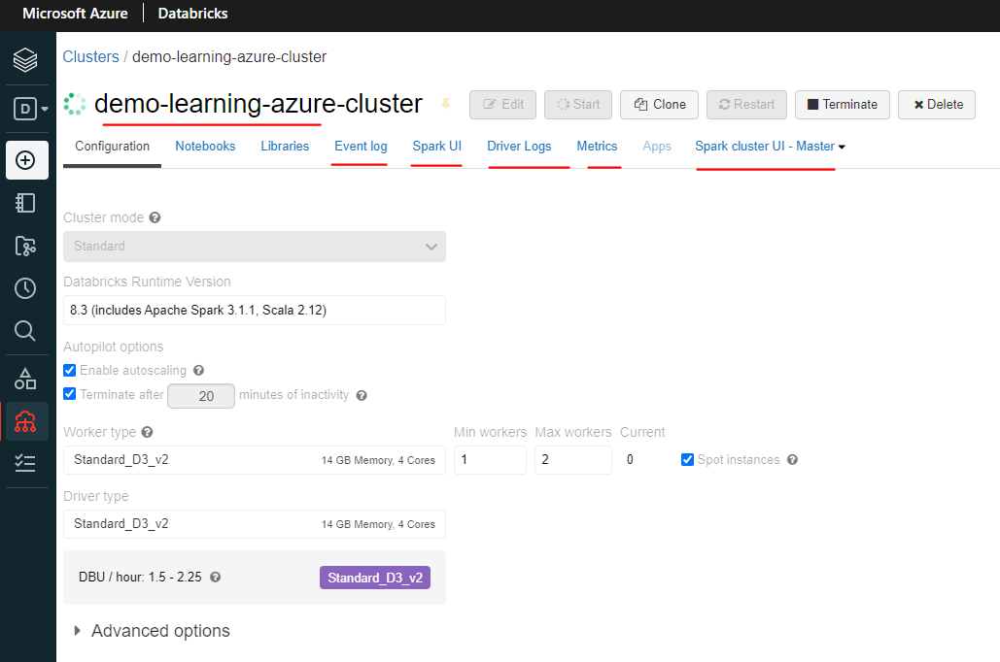 Microsoft Azure Databricks
Clusters / demo-learning-azure-cluster
demo-learning-azure-cluster Edit Start Clone Restart Terminate Delete
Configuration Notebooks Libraries Event log Spark UI Driver Logs Metrics Apps Spark cluster UI - Master
D
Cluster mode ?
Standard
Databricks Runtime Version
8.3 (includes Apache Spark 3.1.1, Scala 2.12)
Autopilot options
Enable autoscaling ?
Terminate after 20 minutes of inactivity ?
Worker type ? Min workers Max workers Current
Standard_D3_v2 14 GB Memory, 4 Cores 1 2 0 Spot instances ?
Driver type
Standard_D3_v2 14 GB Memory, 4 Cores
DBU / hour: 1.5 - 2.25 ? Standard_D3_v2
Advanced options